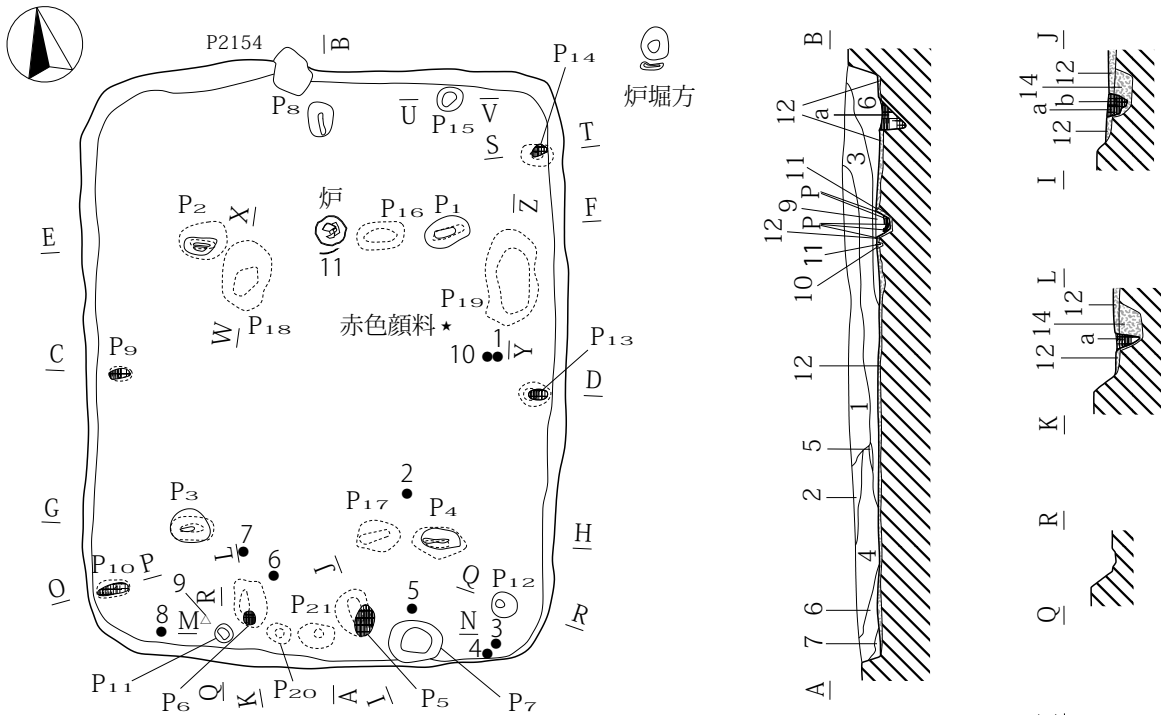 P2154
B
P14
炉堀方
P8
U
P15
V
S
T
炉
P2
X
P16
P1
Z
F
E
11
P19
P18
赤色顔料
W
1
10
Y
P13
C
P9
D
2
P3
P17
P4
G
H
L
7
J
P10
P
6
Q
P12
O
9
R
P21
5
R
8
M
N
3
4
P11
P6
Q
K
P20
A
I
P5
P7
B
12
a
6
3
11
P
9
P
12
11
10
12
1
5
2
4
6
7
A
J
12
14
b
a
12
I
L
12
14
a
12
K
R
Q